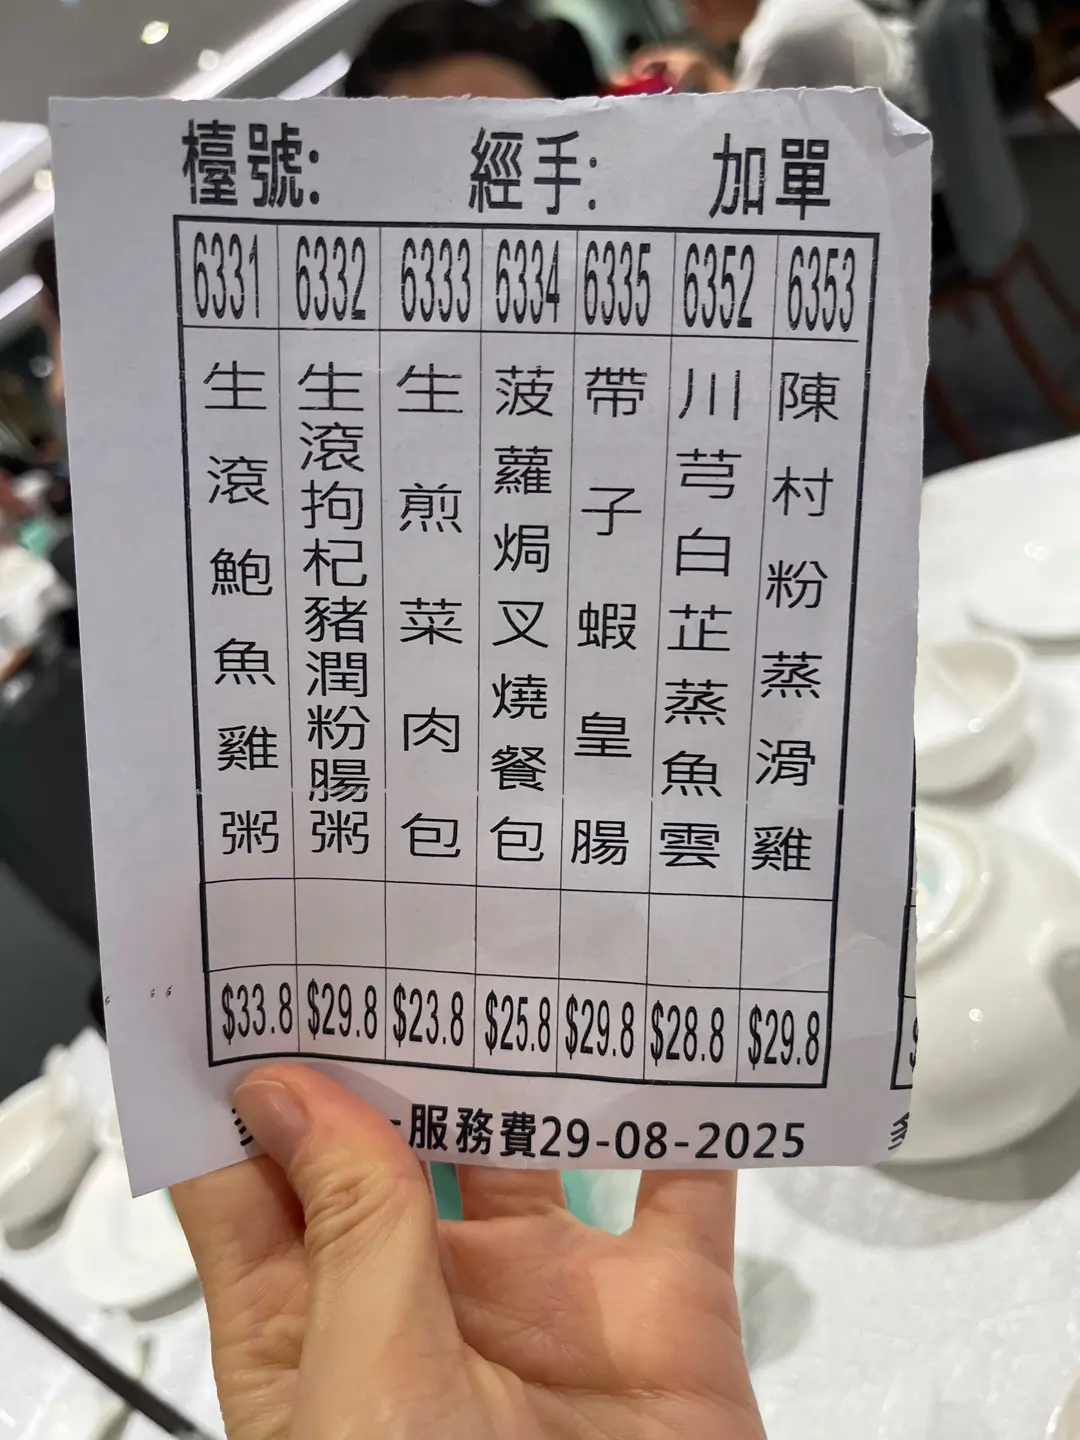 檯號: 經手: 加單
6331 6332 6333 6334 6335 6352 6353
生滾鮑魚雞粥
生滾枸杞豬潤粉腸粥
生煎菜肉包
菠蘿焗叉燒餐包
帶子蝦皇腸
川芎白芷蒸魚雲
陳村粉蒸滑雞
$33.8 $29.8 $23.8 $25.8 $29.8 $28.8 $29.8
服務費29-08-2025